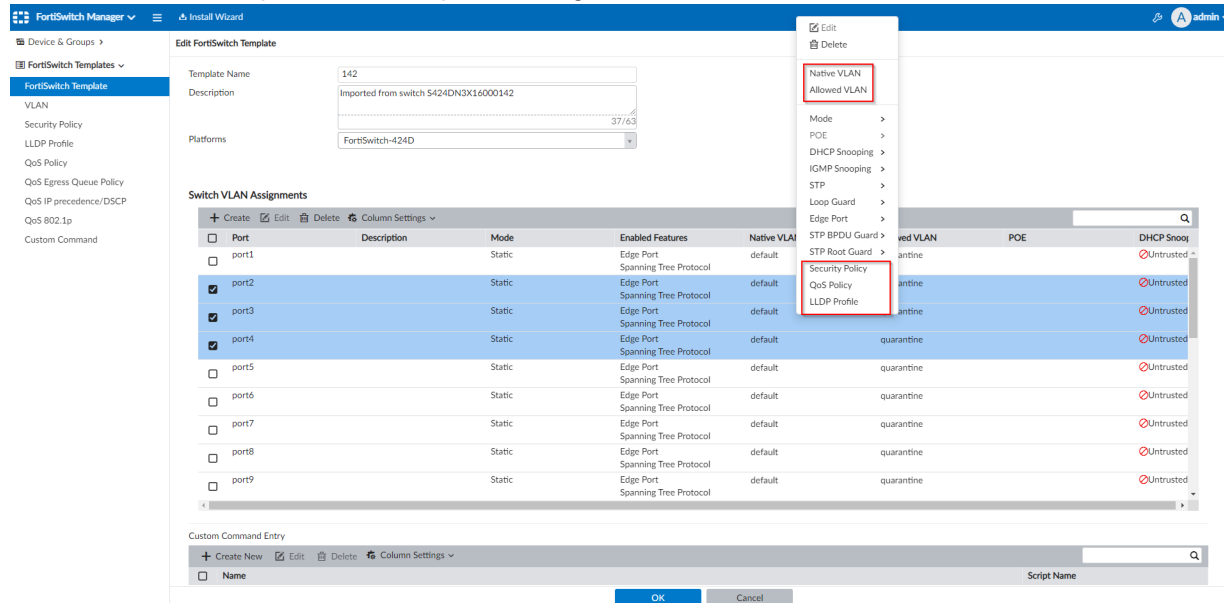 FortiSwitch Manager
Install Wizard
admin
Device & Groups
FortiSwitch Templates
FortiSwitch Template
VLAN
Security Policy
LLDP Profile
QoS Policy
QoS Egress Queue Policy
QoS IP precedence/DSCP
QoS 802.1p
Custom Command
Edit FortiSwitch Template
Template Name 142
Description Imported from switch S424DN3X16000142
37/63
Platforms FortiSwitch-424D
Edit
Delete
Native VLAN
Allowed VLAN
Mode
POE
DHCP Snooping
IGMP Snooping
STP
Loop Guard
Edge Port
STP BPDU Guard
STP Root Guard
Security Policy
QoS Policy
LLDP Profile
Switch VLAN Assignments
+ Create Edit Delete Column Settings
Port Description Mode Enabled Features Native VLA wed VLAN POE DHCP Snoop
port1 Static Edge Port default antine Untrusted
Spanning Tree Protocol
port2 Static Edge Port default antine Untrusted
Spanning Tree Protocol
port3 Static Edge Port default antine Untrusted
Spanning Tree Protocol
port4 Static Edge Port default quarantine Untrusted
Spanning Tree Protocol
port5 Static Edge Port default quarantine Untrusted
Spanning Tree Protocol
port6 Static Edge Port default quarantine Untrusted
Spanning Tree Protocol
port7 Static Edge Port default quarantine Untrusted
Spanning Tree Protocol
port8 Static Edge Port default quarantine Untrusted
Spanning Tree Protocol
port9 Static Edge Port default quarantine Untrusted
Spanning Tree Protocol
Custom Command Entry
+ Create New Edit Delete Column Settings
Name Script Name
OK Cancel